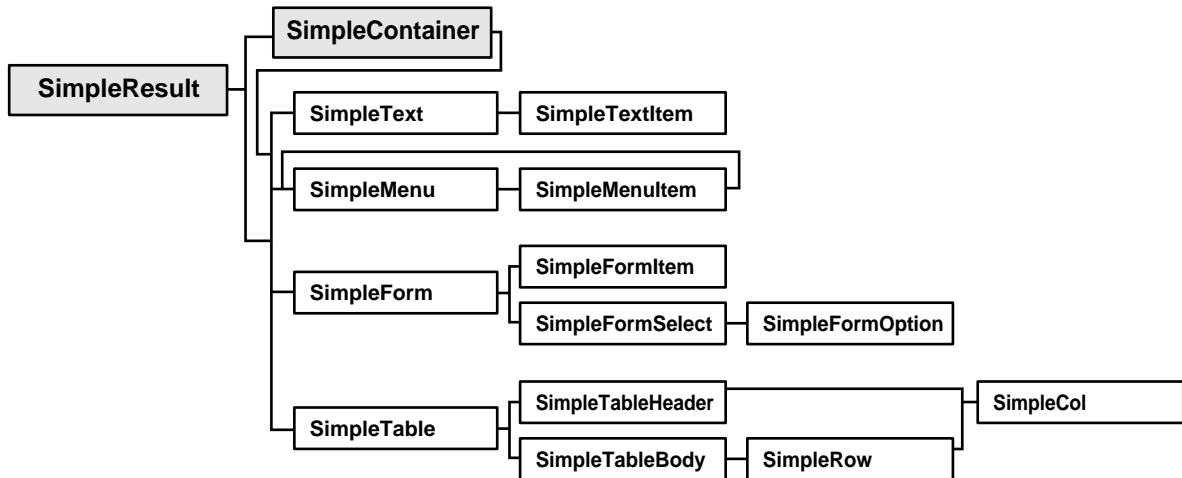 SimpleContainer
SimpleResult
SimpleText
SimpleTextItem
SimpleMenu
SimpleMenuItem
SimpleFormItem
SimpleForm
SimpleFormSelect
SimpleFormOption
SimpleTableHeader
SimpleCol
SimpleTable
SimpleTableBody
SimpleRow